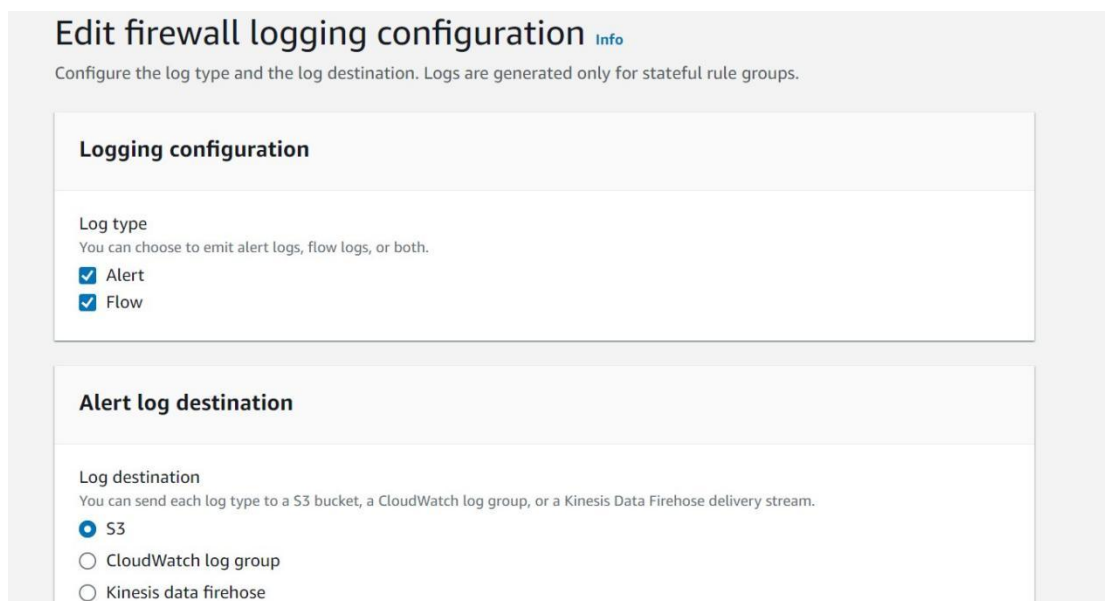 Edit firewall logging configuration Info
Configure the log type and the log destination. Logs are generated only for stateful rule groups.
Logging configuration
Log type
You can choose to emit alert logs, flow logs, or both.
Alert
Flow
Alert log destination
Log destination
You can send each log type to a S3 bucket, a CloudWatch log group, or a Kinesis Data Firehose delivery stream.
S3
CloudWatch log group
Kinesis data firehose